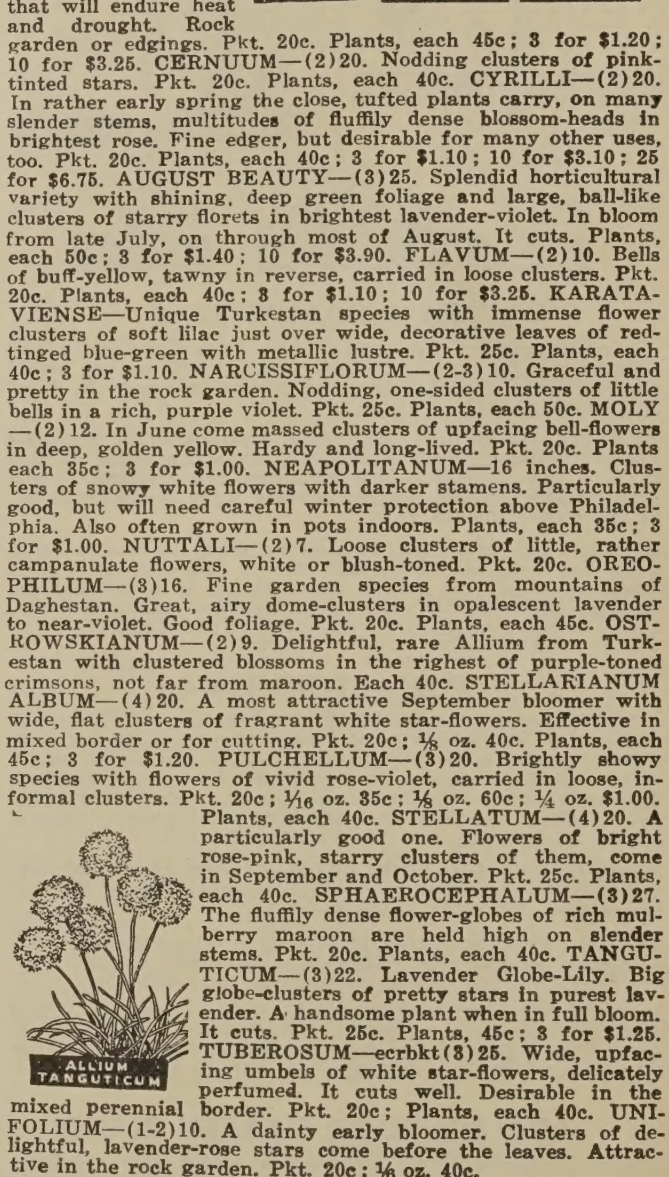 that will endure heat
and drought. Rock
garden or edgings. Pkt. 20c. Plants, each 45c; 3 for $1.20;
10 for $3.25. CERNUUM—(2)20. Nodding clusters of pink-
tinted stars. Pkt. 20c. Plants, each 40c. CYRILLI—(2)20.
In rather early spring the close, tufted plants carry, on many
slender stems, multitudes of fluffily dense blossom-heads in
brightest rose. Fine edger, but desirable for many other uses,
too. Pkt. 20c. Plants, each 40c; 3 for $1.10; 10 for $3.10; 25
for $6.75. AUGUST BEAUTY—(3)25. Splendid horticultural
variety with shining, deep green foliage and large, ball-like
clusters of starry florets in brightest lavender-violet. In bloom
from late July, on through most of August. It cuts. Plants,
each 50c; 3 for $1.40; 10 for $3.90. FLAVUM—(2)10. Bells
of buff-yellow, tawny in reverse, carried in loose clusters. Pkt.
20c. Plants, each 40c; 3 for $1.10; 10 for $3.25. KARATA-
VIENSE—Unique Turkestan species with immense flower
clusters of soft lilac just over wide, decorative leaves of red-
tinged blue-green with metallic lustre. Pkt. 25c. Plants, each
40c; 3 for $1.10. NARCISSIFLORUM—(2-3)10. Graceful and
pretty in the rock garden. Nodding, one-sided clusters of little
bells in a rich, purple violet. Pkt. 25c. Plants, each 50c. MOLY
—(2)12. In June come massed clusters of upfacing bell-flowers
in deep, golden yellow. Hardy and long-lived. Pkt. 20c. Plants
each 35c; 3 for $1.00. NEAPOLITANUM—16 inches. Clus-
ters of snowy white flowers with darker stamens. Particularly
good, but will need careful winter protection above Philadel-
phia. Also often grown in pots indoors. Plants, each 35c; 3
for $1.00. NUTTALI—(2)7. Loose clusters of little, rather
campanulate flowers, white or blush-toned. Pkt. 20c. OREO-
PHILUM—(3)16. Fine garden species from mountains of
Daghestan. Great, airy dome-clusters in opalescent lavender
to near-violet. Good foliage. Pkt. 20c. Plants, each 45c. OST-
ROWSKIANUM—(2)9. Delightful, rare Allium from Turk-
estan with clustered blossoms in the righest of purple-toned
crimsons, not far from maroon. Each 40c. STELLARIANUM
ALBUM—(4)20. A most attractive September bloomer with
wide, flat clusters of fragrant white star-flowers. Effective in
mixed border or for cutting. Pkt. 20c; ⅛ oz. 40c. Plants, each
45c; 3 for $1.20. PULCHELLUM—(3)20. Brightly showy
species with flowers of vivid rose-violet, carried in loose, in-
formal clusters. Pkt. 20c; 1/16 oz. 35c; ⅛ oz. 60c; ¼ oz. $1.00.
Plants, each 40c. STELLATUM—(4)20. A
particularly good one. Flowers of bright
rose-pink, starry clusters of them, come
in September and October. Pkt. 25c. Plants,
each 40c. SPHAEROCEPHALUM—(3)27.
The fluffily dense flower-globes of rich mul-
berry maroon are held high on slender
stems. Pkt. 20c. Plants, each 40c. TANGU-
TICUM—(3)22. Lavender Globe-Lily. Big
globe-clusters of pretty stars in purest lav-
ender. A handsome plant when in full bloom.
It cuts. Pkt. 25c. Plants, 45c; 3 for $1.25.
TUBEROSUM—ecrbkt(3)25. Wide, upfac-
ing umbels of white star-flowers, delicately
perfumed. It cuts well. Desirable in the
mixed perennial border. Pkt. 20c; Plants, each 40c. UNI-
FOLIUM—(1-2)10. A dainty early bloomer. Clusters of de-
lightful, lavender-rose stars come before the leaves. Attrac-
tive in the rock garden. Pkt. 20c; ⅛ oz. 40c.
ALLIUM
TANGUTICUM